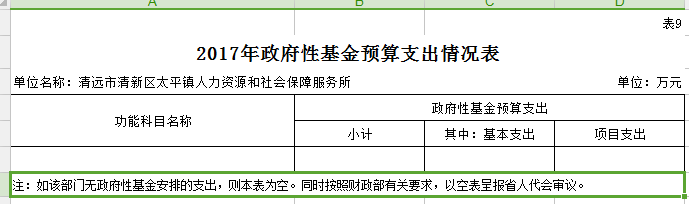 A B C D
表9
2017年政府性基金预算支出情况表
单位名称：清远市清新区太平镇人力资源和社会保障服务所 单位：万元
功能科目名称 政府性基金预算支出
小计 其中：基本支出 项目支出
注：如该部门无政府性基金安排的支出，则本表为空。同时按照财政部有关要求，以空表呈报省人代会审议。